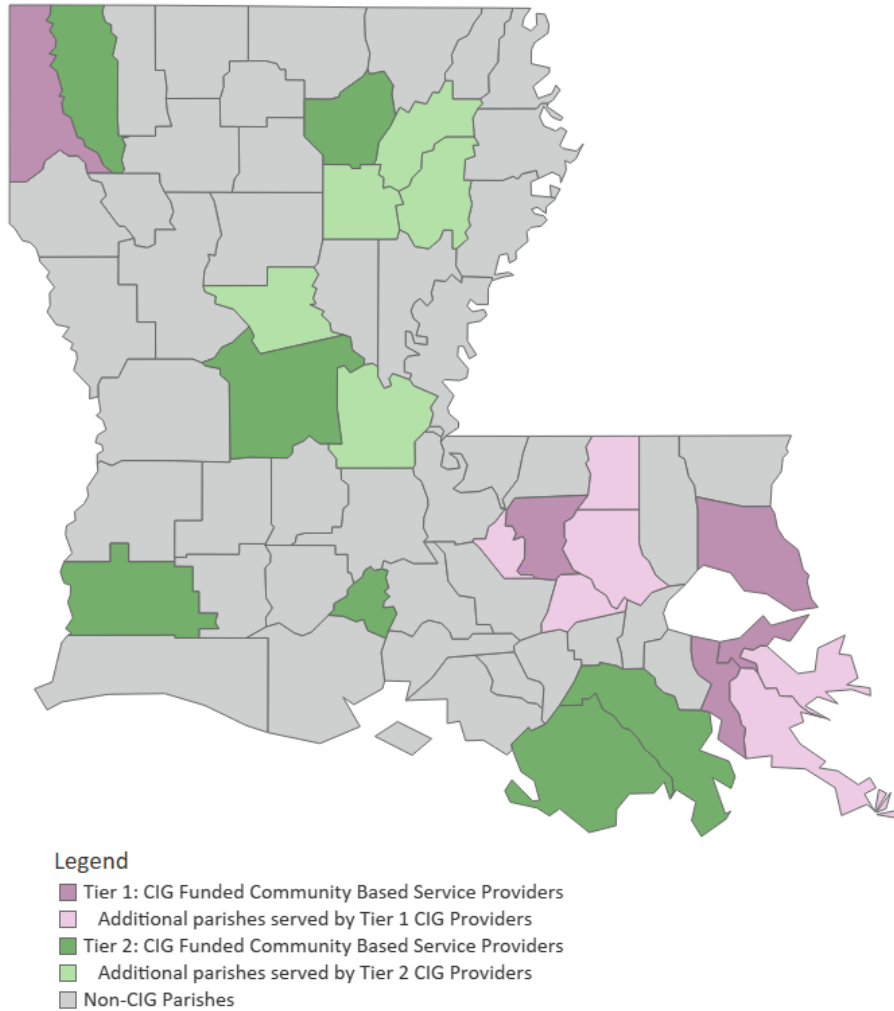 Legend
Tier 1: CIG Funded Community Based Service Providers
Additional parishes served by Tier 1 CIG Providers
Tier 2: CIG Funded Community Based Service Providers
Additional parishes served by Tier 2 CIG Providers
Non-CIG Parishes